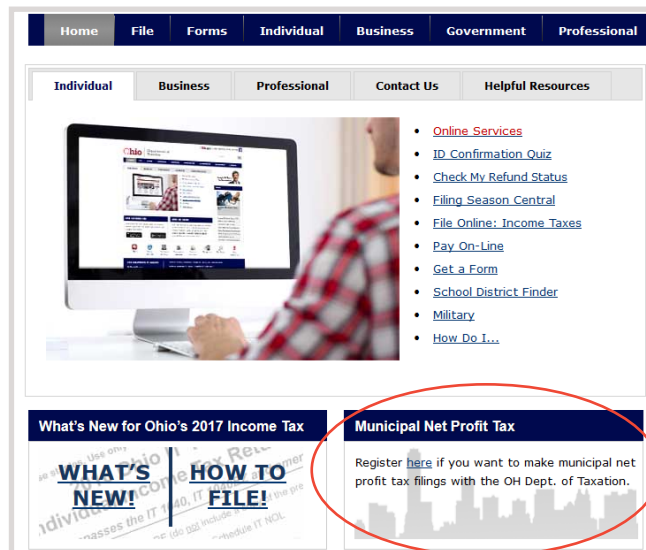 Home File Forms Individual Business Government Professional
Individual Business Professional Contact Us Helpful Resources
Ohio
Online Services
ID Confirmation Quiz
Check My Refund Status
Filing Season Central
File Online: Income Taxes
Pay On-Line
Get a Form
School District Finder
Military
How Do I...
What's New for Ohio's 2017 Income Tax
WHAT'S
NEW!
HOW TO
FILE!
Municipal Net Profit Tax
Register here if you want to make municipal net
profit tax filings with the OH Dept. of Taxation.